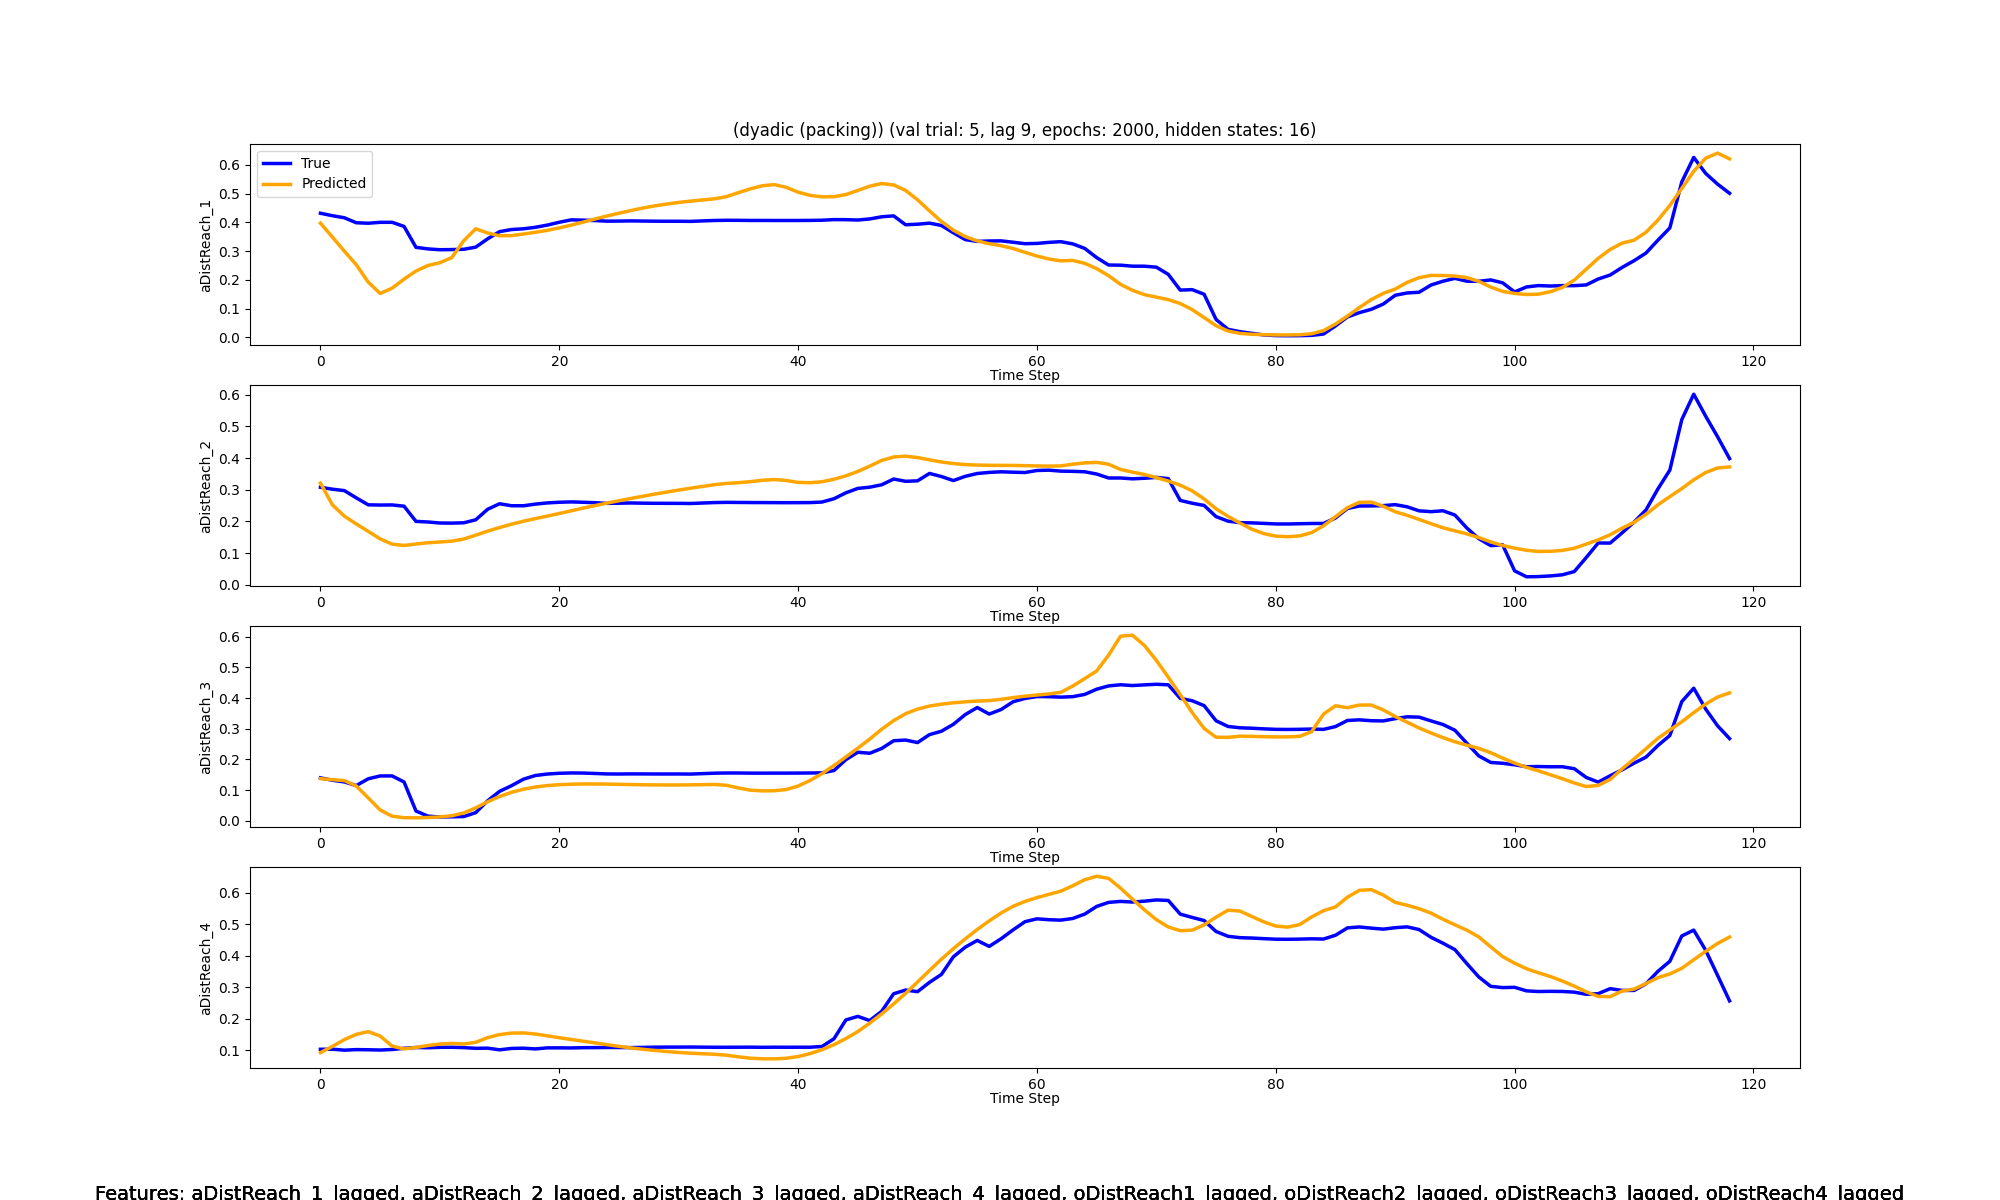 (dyadic (packing)) (val trial: 5, lag 9, epochs: 2000, hidden states: 16)
True
Predicted
aDistReach_1
0.6
0.5
0.4
0.3
0.2
0.1
0.0
0 20 40 60 80 100 120
Time Step
aDistReach_2
0.6
0.5
0.4
0.3
0.2
0.1
0.0
0 20 40 60 80 100 120
Time Step
aDistReach_3
0.6
0.5
0.4
0.3
0.2
0.1
0.0
0 20 40 60 80 100 120
Time Step
aDistReach_4
0.6
0.5
0.4
0.3
0.2
0.1
0 20 40 60 80 100 120
Time Step
Features: aDistReach_1_lagged, aDistReach_2_lagged, aDistReach_3_lagged, aDistReach_4_lagged, oDistReach1_lagged, oDistReach2_lagged, oDistReach3_lagged, oDistReach4_lagged